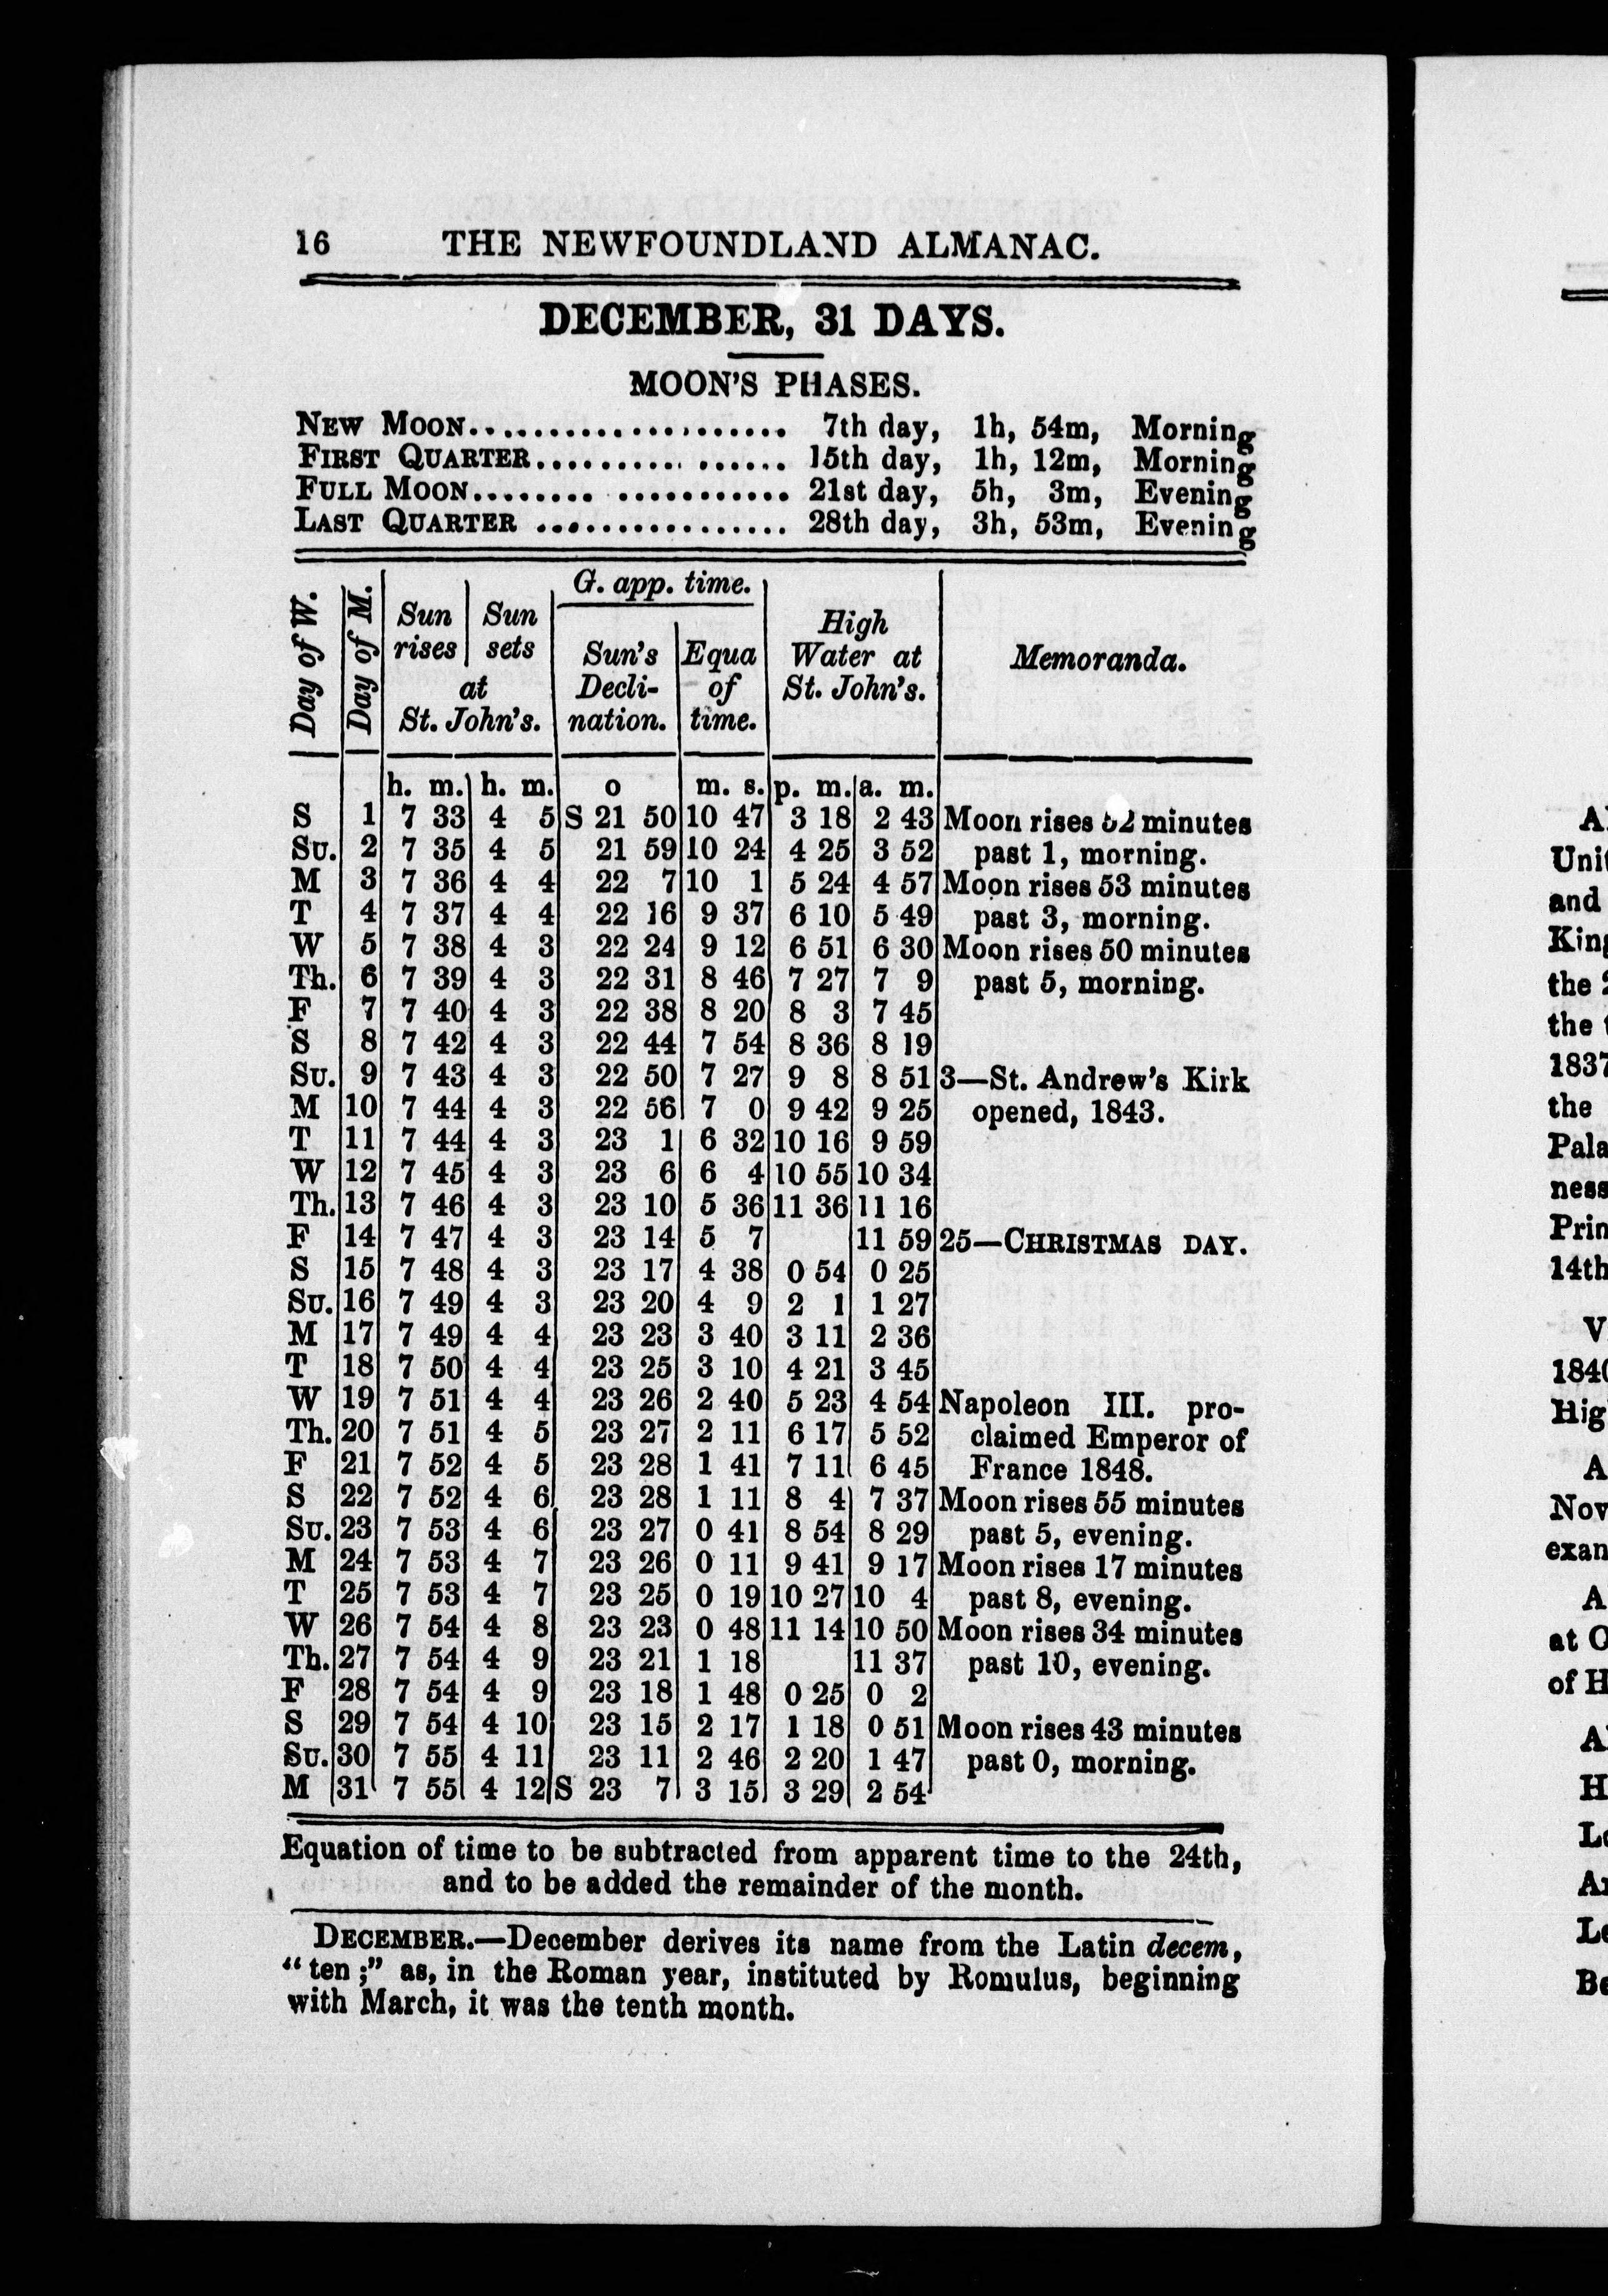 16 THE NEWFOUNDLAND ALMANAC.
DECEMBER, 31 DAYS.
MOON'S PHASES.
NEW MOON.................... 7th day, 1h, 54m, Morning
FIRST QUARTER................ 15th day, 1h, 12m, Morning
FULL MOON.................... 21st day, 5h, 3m, Evening
LAST QUARTER ................ 28th day, 3h, 53m, Evening
Day of W. Day of M. Sun rises Sun sets at St. John's. G. app. time. Sun's Decli-nation. Equa of time. High Water at St. John's. Memoranda.
h. m. h. m. o m. s. p. m. a. m.
S 1 7 33 4 5 S 21 50 10 47 3 18 2 43 Moon rises 52 minutes
Su. 2 7 35 4 5 21 59 10 24 4 25 3 52 past 1, morning.
M 3 7 36 4 4 22 7 10 1 5 24 4 57 Moon rises 53 minutes
T 4 7 37 4 4 22 16 9 37 6 10 5 49 past 3, morning.
W 5 7 38 4 3 22 24 9 12 6 51 6 30 Moon rises 50 minutes
Th. 6 7 39 4 3 22 31 8 46 7 27 7 9 past 5, morning.
F 7 7 40 4 3 22 38 8 20 8 3 7 45
S 8 7 42 4 3 22 44 7 54 8 36 8 19
Su. 9 7 43 4 3 22 50 7 27 9 8 8 51 3—St. Andrew's Kirk
M 10 7 44 4 3 22 56 7 0 9 42 9 25 opened, 1843.
T 11 7 44 4 3 23 1 6 32 10 16 9 59
W 12 7 45 4 3 23 6 6 4 10 55 10 34
Th. 13 7 46 4 3 23 10 5 36 11 36 11 16
F 14 7 47 4 3 23 14 5 7 11 59 25—CHRISTMAS DAY.
S 15 7 48 4 3 23 17 4 38 0 54 0 25
Su. 16 7 49 4 3 23 20 4 9 2 1 1 27
M 17 7 49 4 4 23 23 3 40 3 11 2 36
T 18 7 50 4 4 23 25 3 10 4 21 3 45
W 19 7 51 4 4 23 26 2 40 5 23 4 54 Napoleon III. pro-
Th. 20 7 51 4 5 23 27 2 11 6 17 5 52 claimed Emperor of
F 21 7 52 4 5 23 28 1 41 7 11 6 45 France 1848.
S 22 7 52 4 6 23 28 1 11 8 4 7 37 Moon rises 55 minutes
Su. 23 7 53 4 6 23 27 0 41 8 54 8 29 past 5, evening.
M 24 7 53 4 7 23 26 0 11 9 41 9 17 Moon rises 17 minutes
T 25 7 53 4 7 23 25 0 19 10 27 10 4 past 8, evening.
W 26 7 54 4 8 23 23 0 48 11 14 10 50 Moon rises 34 minutes
Th. 27 7 54 4 9 23 21 1 18 11 37 past 10, evening.
F 28 7 54 4 9 23 18 1 48 0 25 0 2
S 29 7 54 4 10 23 15 2 17 1 18 0 51 Moon rises 43 minutes
Su. 30 7 55 4 11 23 11 2 46 2 20 1 47 past 0, morning.
M 31 7 55 4 12 S 23 7 3 15 3 29 2 54
Equation of time to be subtracted from apparent time to the 24th,
and to be added the remainder of the month.
DECEMBER.—December derives its name from the Latin decem,
"ten;" as, in the Roman year, instituted by Romulus, beginning
with March, it was the tenth month.